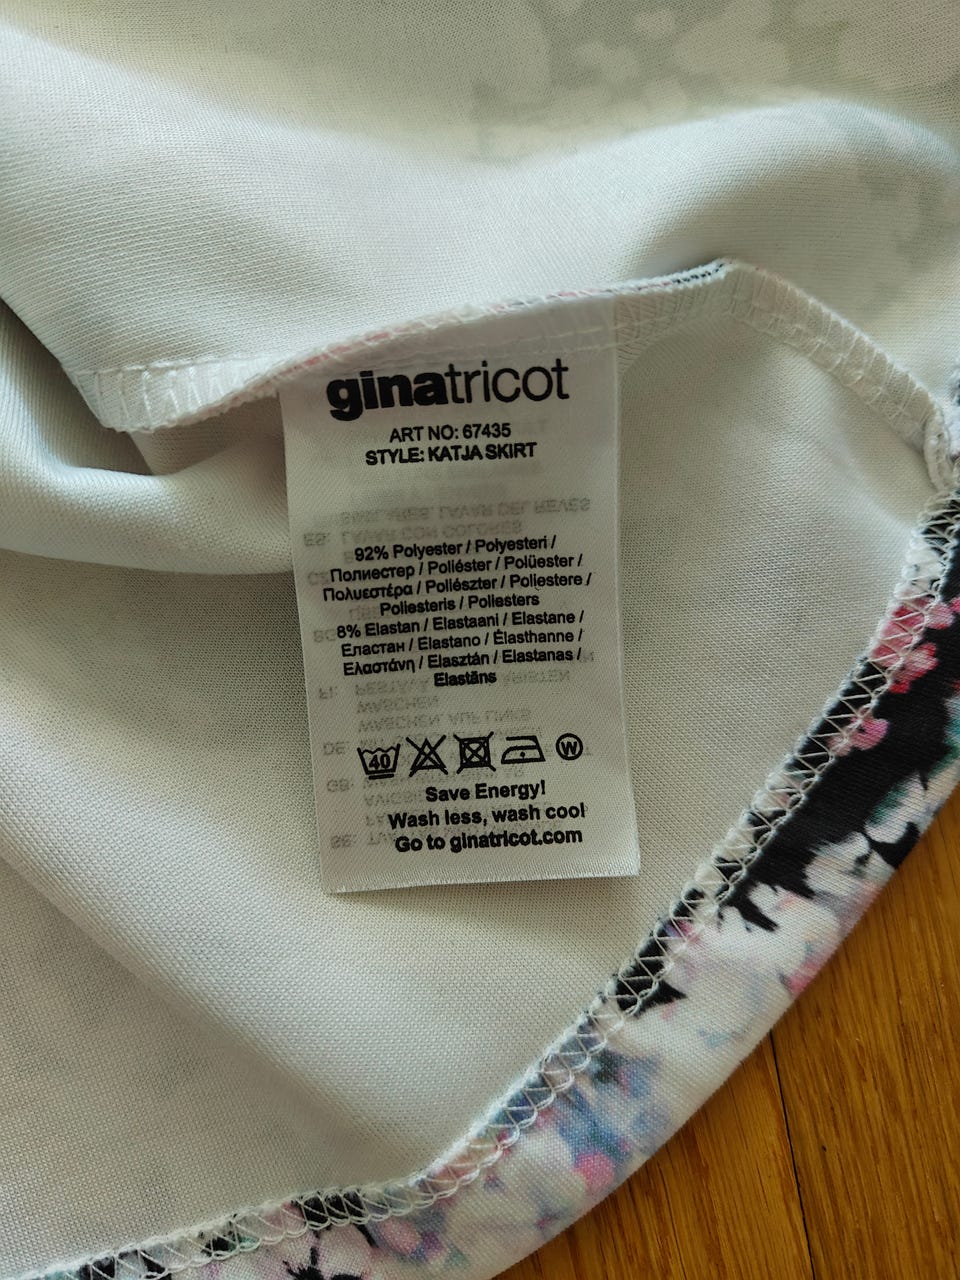 ginatricot
ART NO: 67435
STYLE: KATJA SKIRT
92% Polyester / Polyesteri /
Полиестер / Poliéster / Polüester /
Πολυεστέρα / Poliészter / Poliestere /
Poliesteris / Poliesters
8% Elastan / Elastaani / Elastane /
Еластан / Elastano / Élasthanne /
Ελαστάνη / Elasztán / Elastanas /
Elastāns
40 W
Save Energy!
Wash less, wash cool
Go to ginatricot.com